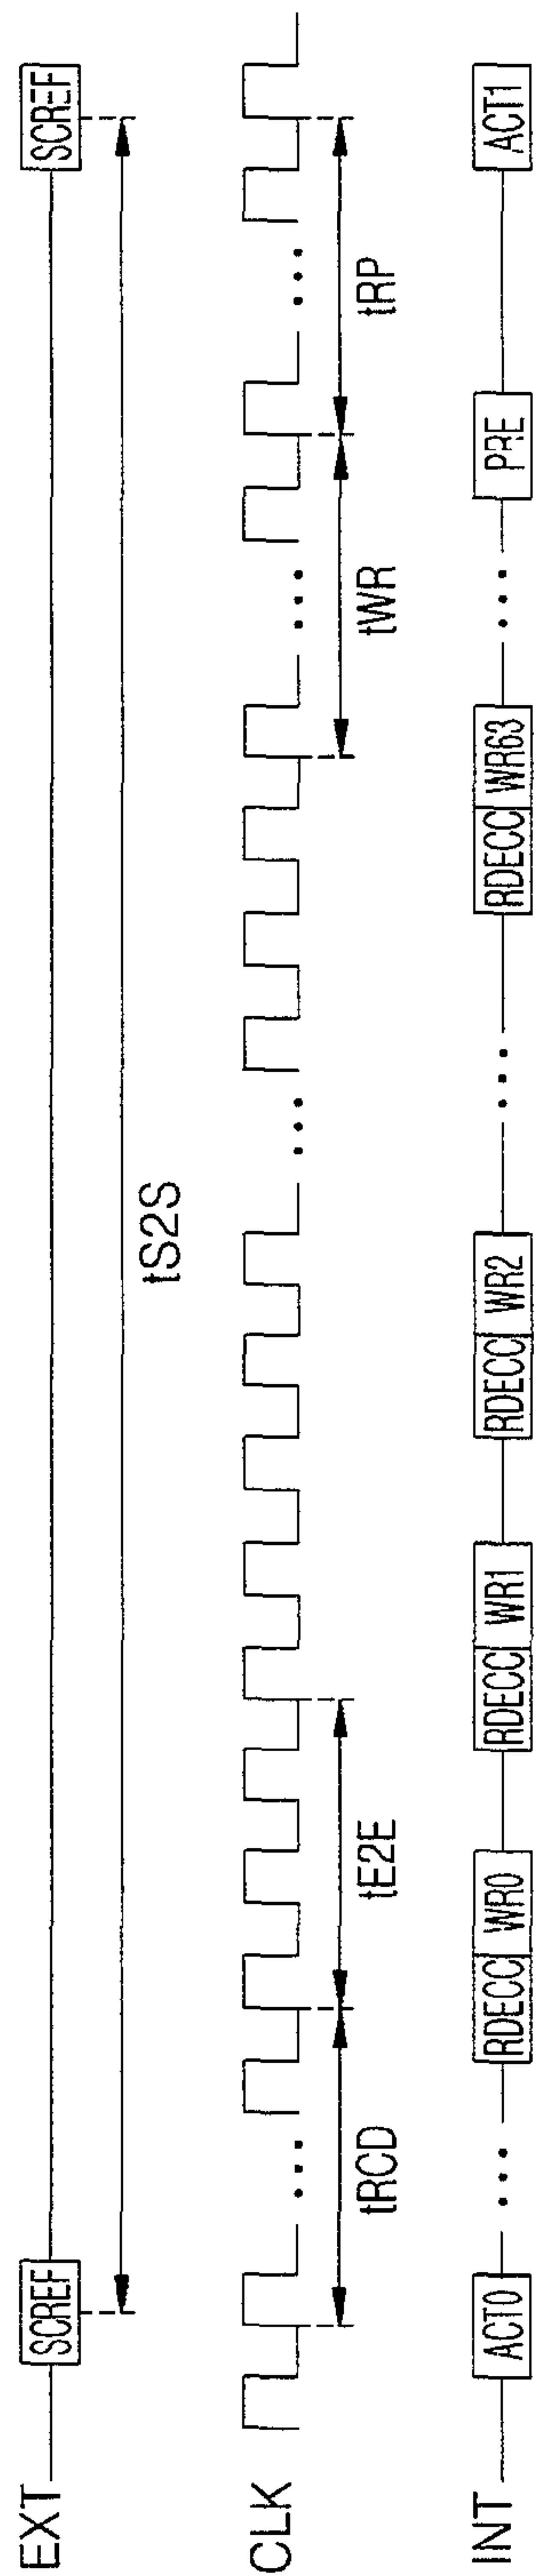 EXT SCREF SCREF
tS2S
CLK
tRCD tE2E tWR tRP
INT ACT0 ... RDECC WR0 RDECC WR1 RDECC WR2 ... RDECC WR63 ... PRE ACT1